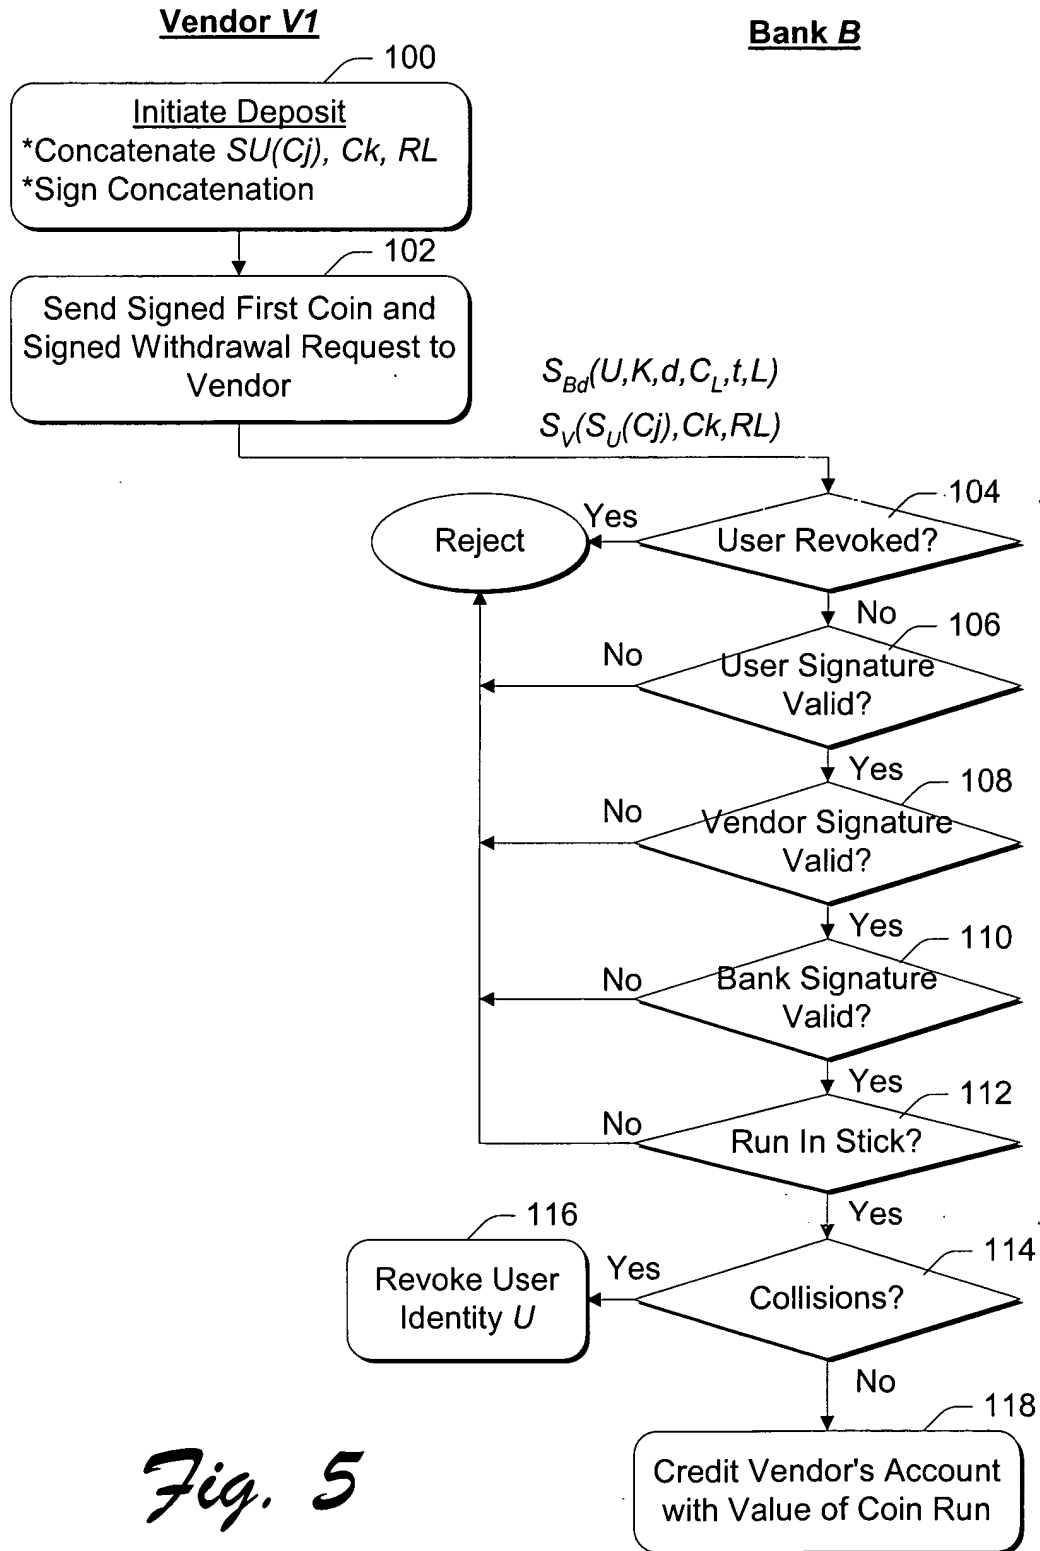 Vendor V1
Bank B
100
Initiate Deposit
*Concatenate SU(Cj), Ck, RL
*Sign Concatenation
102
Send Signed First Coin and
Signed Withdrawal Request to
Vendor
S_Bd(U,K,d,C_L,t,L)
S_V(S_U(Cj),Ck,RL)
104
Reject
Yes
User Revoked?
No
106
No
User Signature
Valid?
Yes
108
No
Vendor Signature
Valid?
Yes
110
No
Bank Signature
Valid?
Yes
112
No
Run In Stick?
Yes
116
114
Revoke User
Identity U
Yes
Collisions?
No
118
Credit Vendor's Account
with Value of Coin Run
Fig. 5